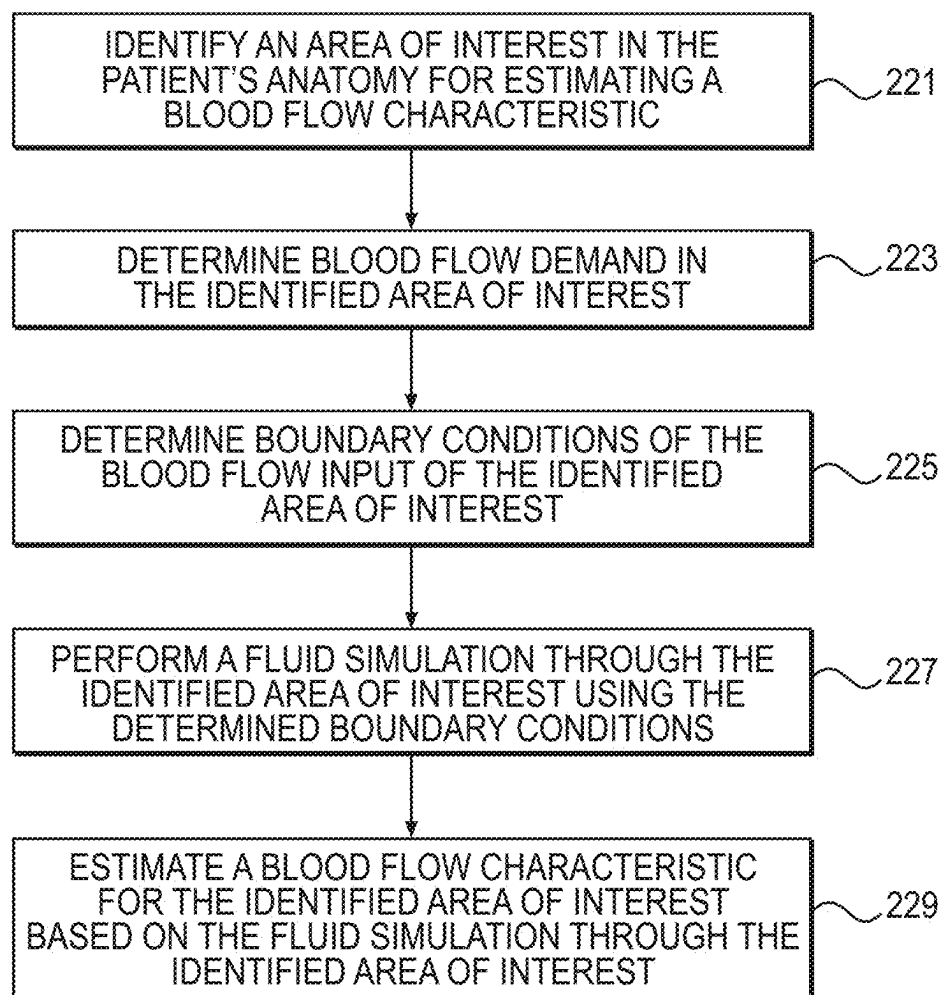 IDENTIFY AN AREA OF INTEREST IN THE
PATIENT'S ANATOMY FOR ESTIMATING A
BLOOD FLOW CHARACTERISTIC
221
DETERMINE BLOOD FLOW DEMAND IN
THE IDENTIFIED AREA OF INTEREST
223
DETERMINE BOUNDARY CONDITIONS OF THE
BLOOD FLOW INPUT OF THE IDENTIFIED
AREA OF INTEREST
225
PERFORM A FLUID SIMULATION THROUGH THE
IDENTIFIED AREA OF INTEREST USING THE
DETERMINED BOUNDARY CONDITIONS
227
ESTIMATE A BLOOD FLOW CHARACTERISTIC
FOR THE IDENTIFIED AREA OF INTEREST
BASED ON THE FLUID SIMULATION THROUGH THE
IDENTIFIED AREA OF INTEREST
229